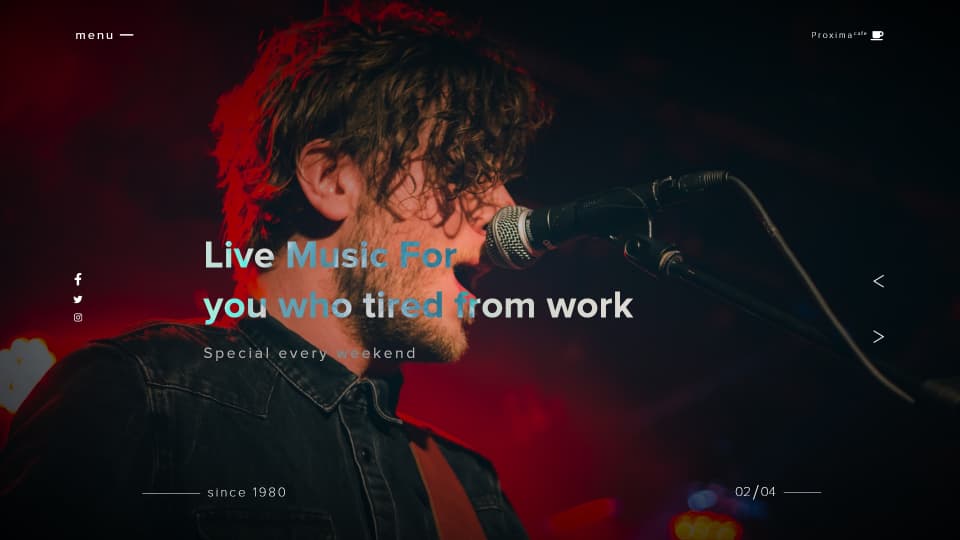 menu
Proxima cafe
Live Music For
you who tired from work
Special every weekend
since 1980
02/04